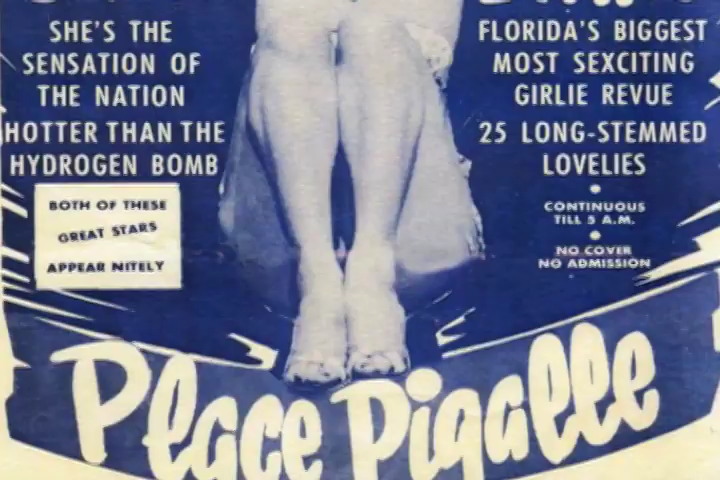 SHE'S THE
SENSATION OF
THE NATION
HOTTER THAN THE
HYDROGEN BOMB
BOTH OF THESE
GREAT STARS
APPEAR NITELY
FLORIDA'S BIGGEST
MOST SEXCITING
GIRLIE REVUE
25 LONG-STEMMED
LOVELIES
CONTINUOUS
TILL 5 A.M.
NO COVER
NO ADMISSION
Place Pigalle